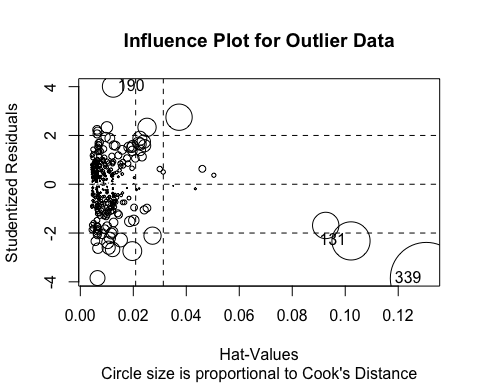 Influence Plot for Outlier Data
Studentized Residuals
4
2
0
-2
-4
190
131
339
0.00 0.02 0.04 0.06 0.08 0.10 0.12
Hat-Values
Circle size is proportional to Cook's Distance